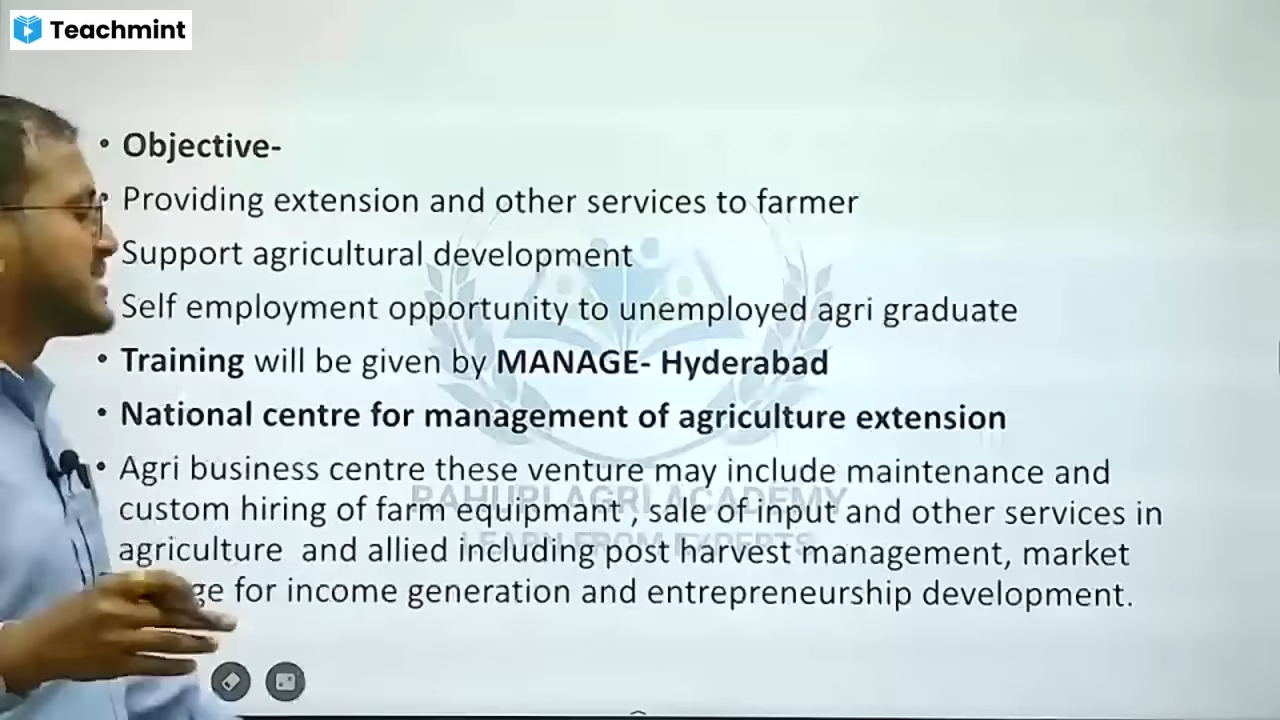 Teachmint
• Objective-
• Providing extension and other services to farmer
Support agricultural development
Self employment opportunity to unemployed agri graduate
• Training will be given by MANAGE- Hyderabad
• National centre for management of agriculture extension
• Agri business centre these venture may include maintenance and
custom hiring of farm equipmant , sale of input and other services in
agriculture and allied including post harvest management, market
for income generation and entrepreneurship development.
RAHURI AGRI ACADEMY
LEARN FROM EXPERTS